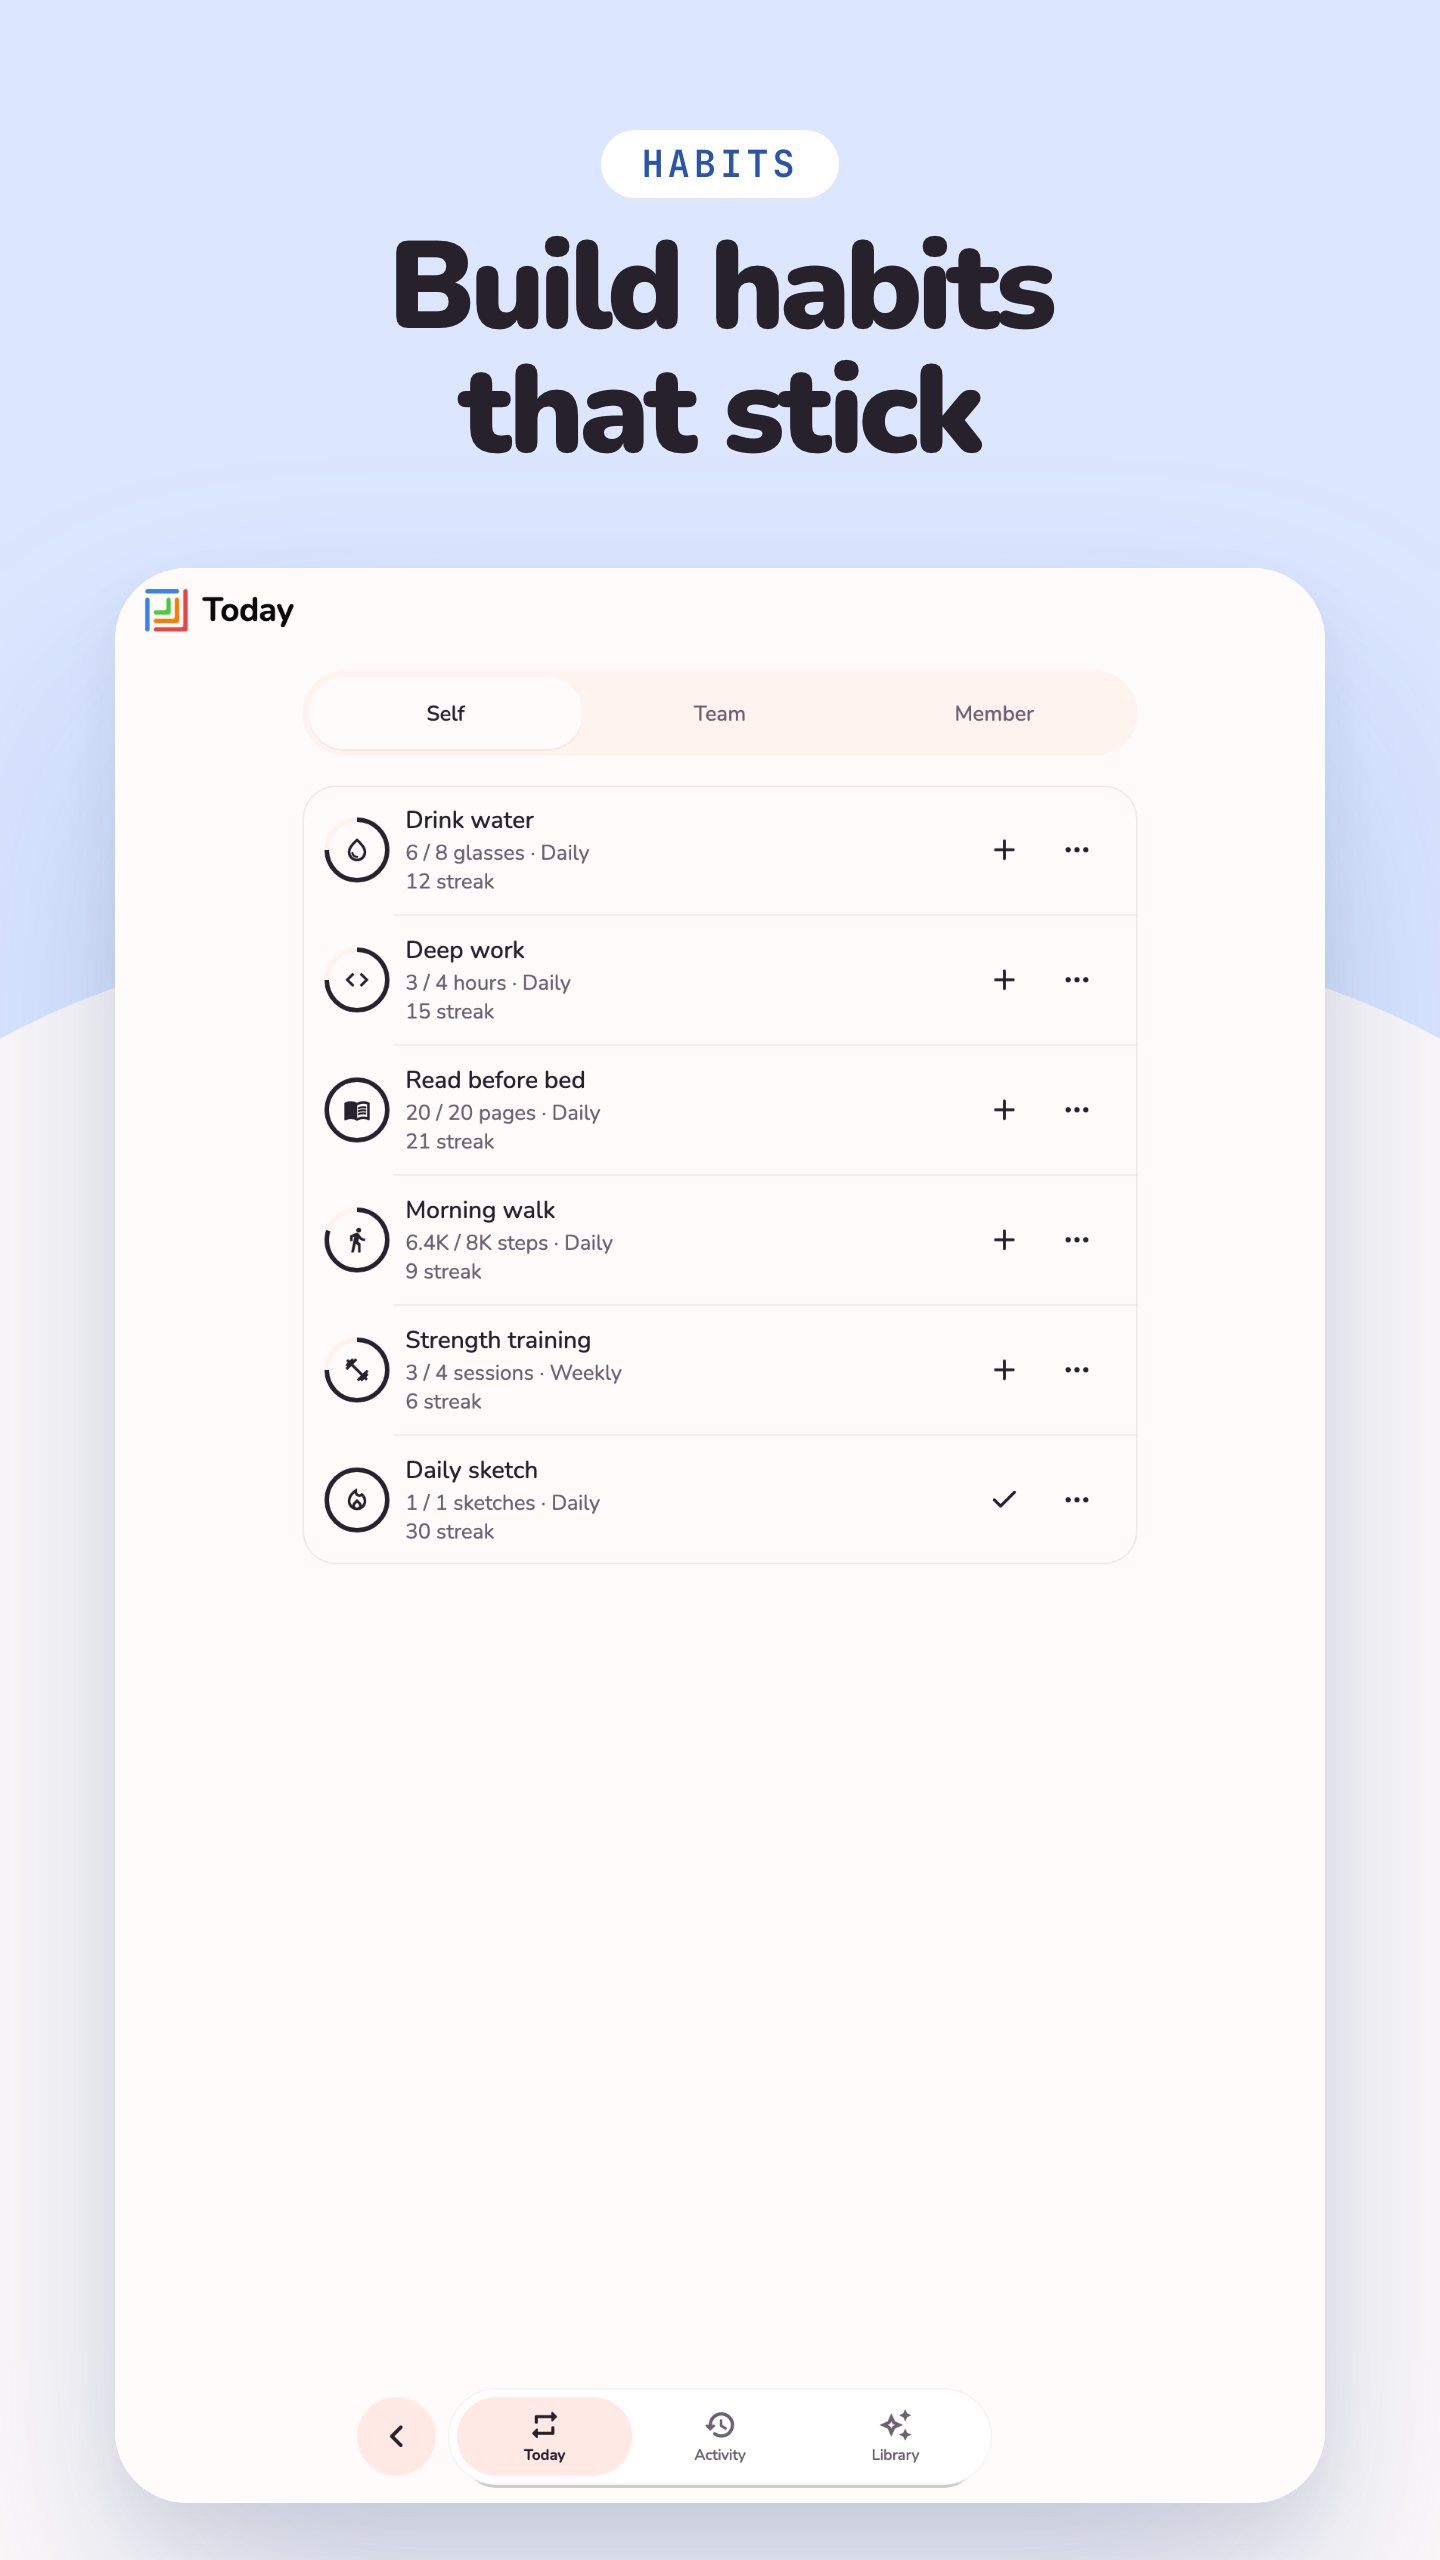 HABITS
Build habits
that stick
Today
Self
Team
Member
Drink water
6 / 8 glasses · Daily
12 streak
Deep work
3 / 4 hours · Daily
15 streak
Read before bed
20 / 20 pages · Daily
21 streak
Morning walk
6.4K / 8K steps · Daily
9 streak
Strength training
3 / 4 sessions · Weekly
6 streak
Daily sketch
1 / 1 sketches · Daily
30 streak
Today
Activity
Library